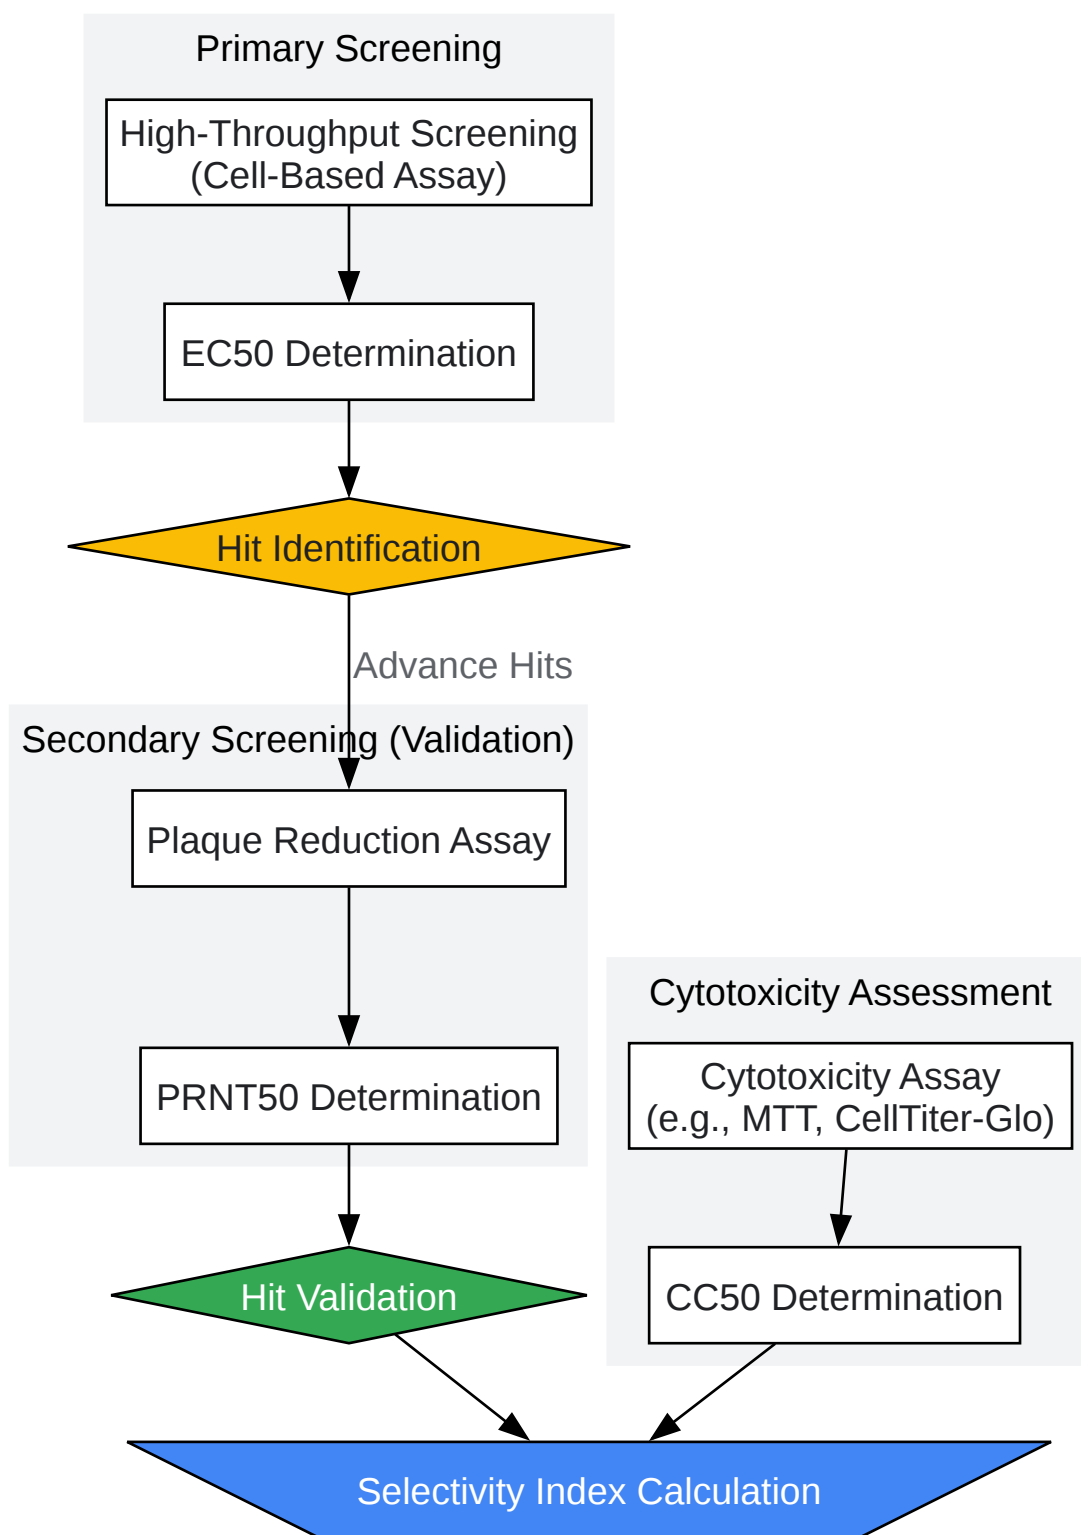 Primary Screening
High-Throughput Screening
(Cell-Based Assay)
EC50 Determination
Hit Identification
Advance Hits
Secondary Screening (Validation)
Plaque Reduction Assay
PRNT50 Determination
Hit Validation
Cytotoxicity Assessment
Cytotoxicity Assay
(e.g., MTT, CellTiter-Glo)
CC50 Determination
Selectivity Index Calculation